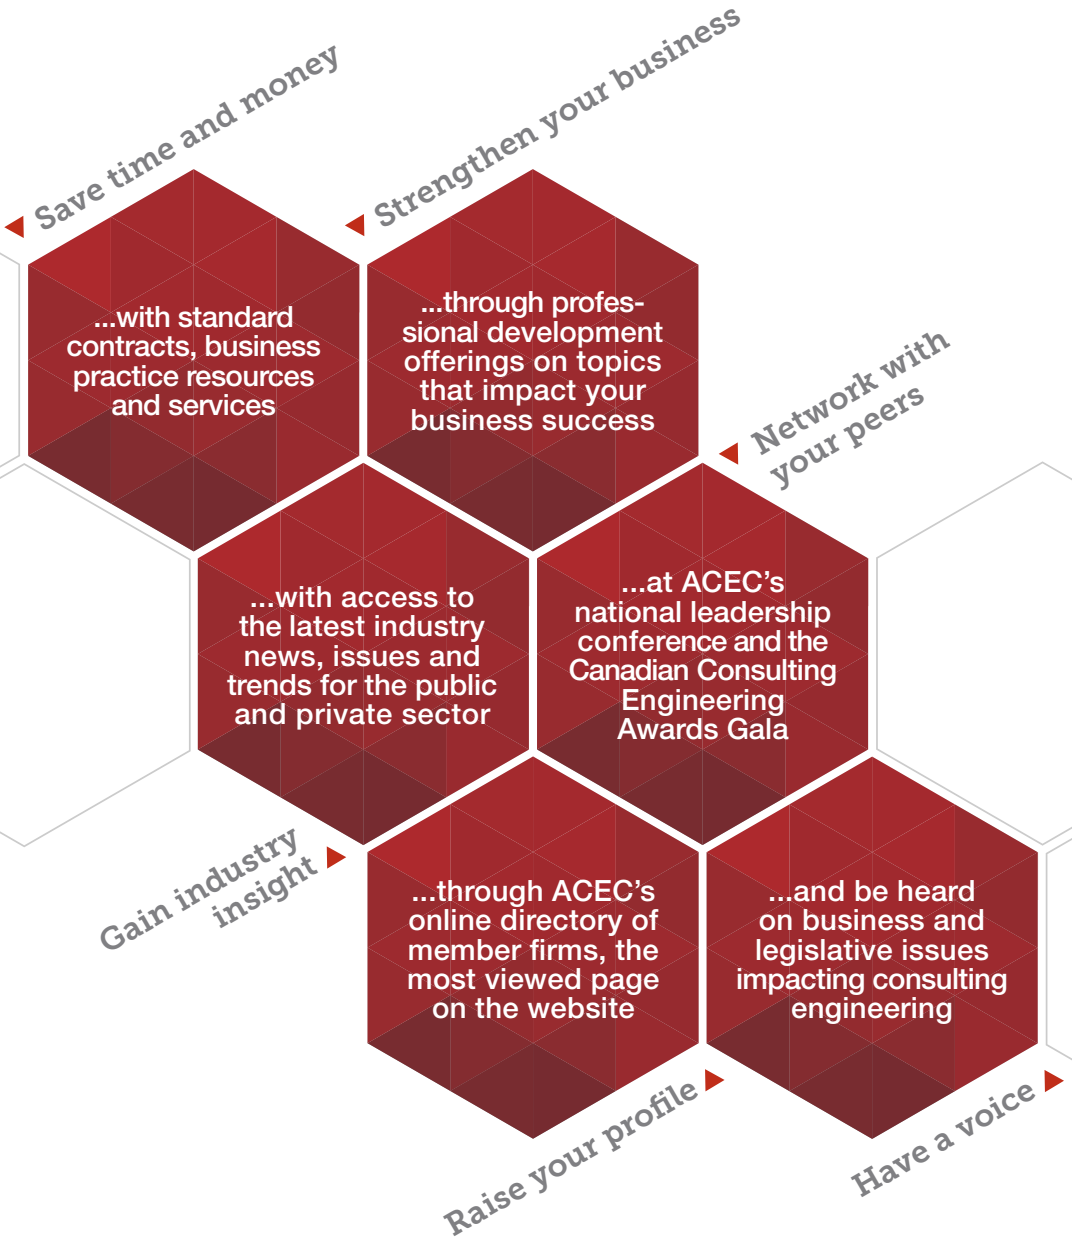 Save time and money
...with standard
contracts, business
practice resources
and services
Strengthen your business
...through profes-
sional development
offerings on topics
that impact your
business success
Network with
your peers
...at ACEC’s
national leadership
conference and the
Canadian Consulting
Engineering
Awards Gala
Gain industry
insight
...with access to
the latest industry
news, issues and
trends for the public
and private sector
Raise your profile
...through ACEC’s
online directory of
member firms, the
most viewed page
on the website
Have a voice
...and be heard
on business and
legislative issues
impacting consulting
engineering